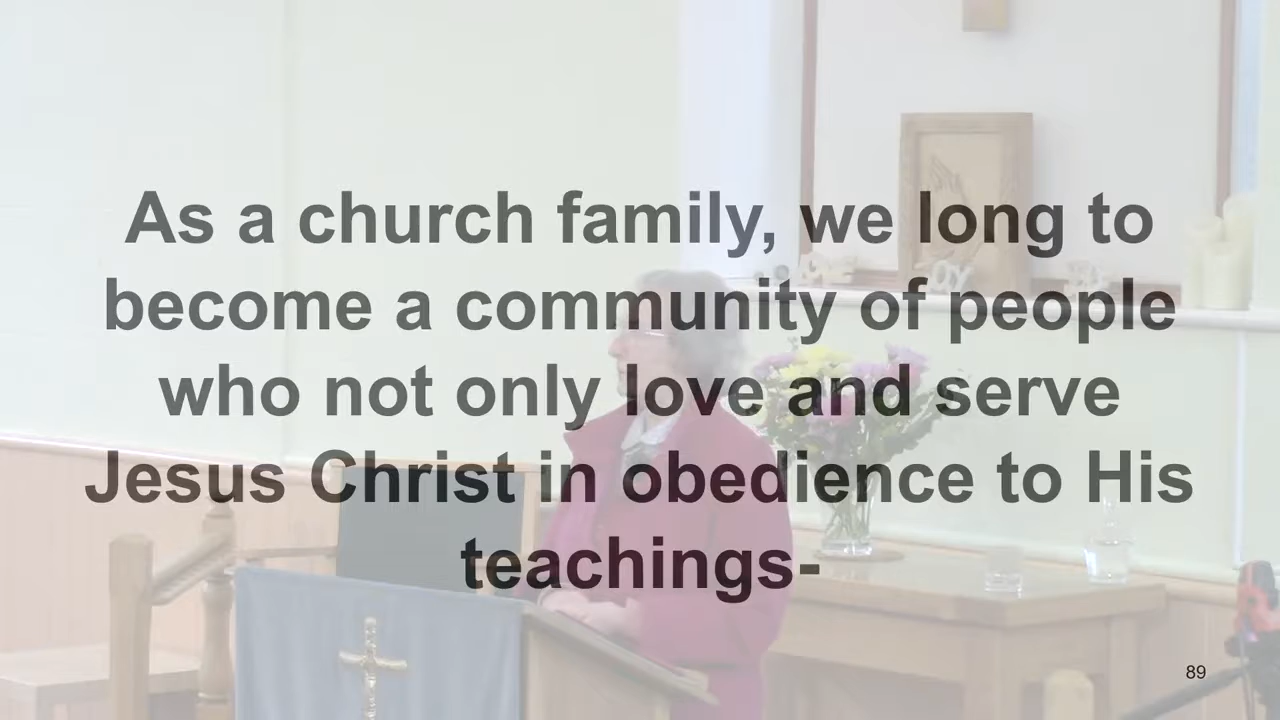 As a church family, we long to
become a community of people
who not only love and serve
Jesus Christ in obedience to His
teachings-
JOY
89